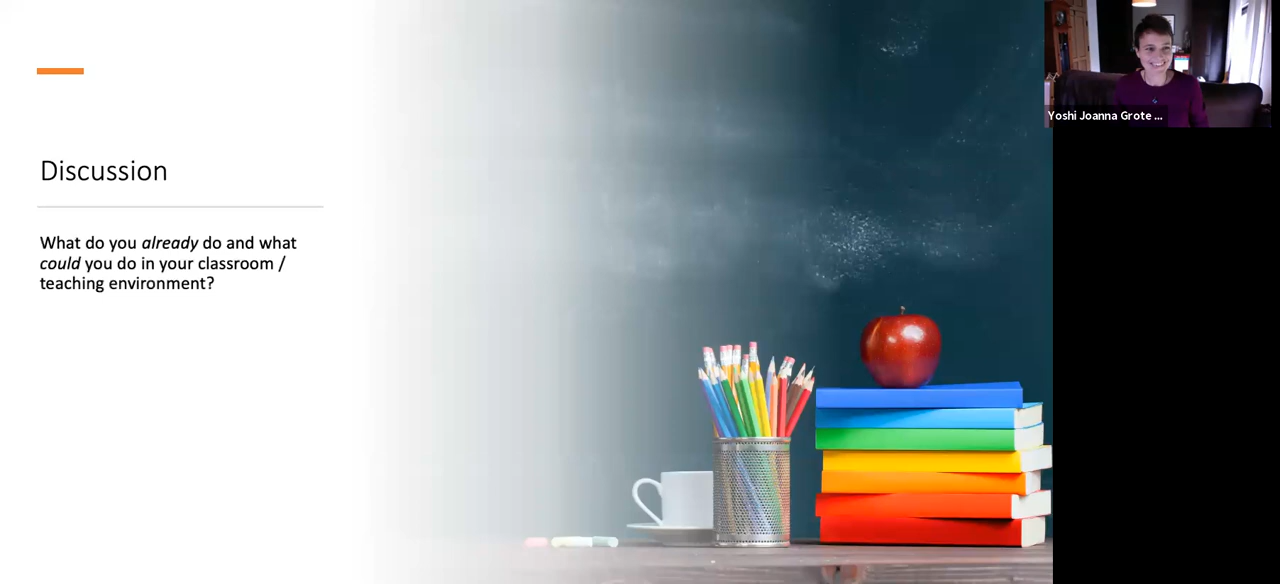 Discussion
What do you already do and what
could you do in your classroom /
teaching environment?
Yoshi Joanna Grote ...